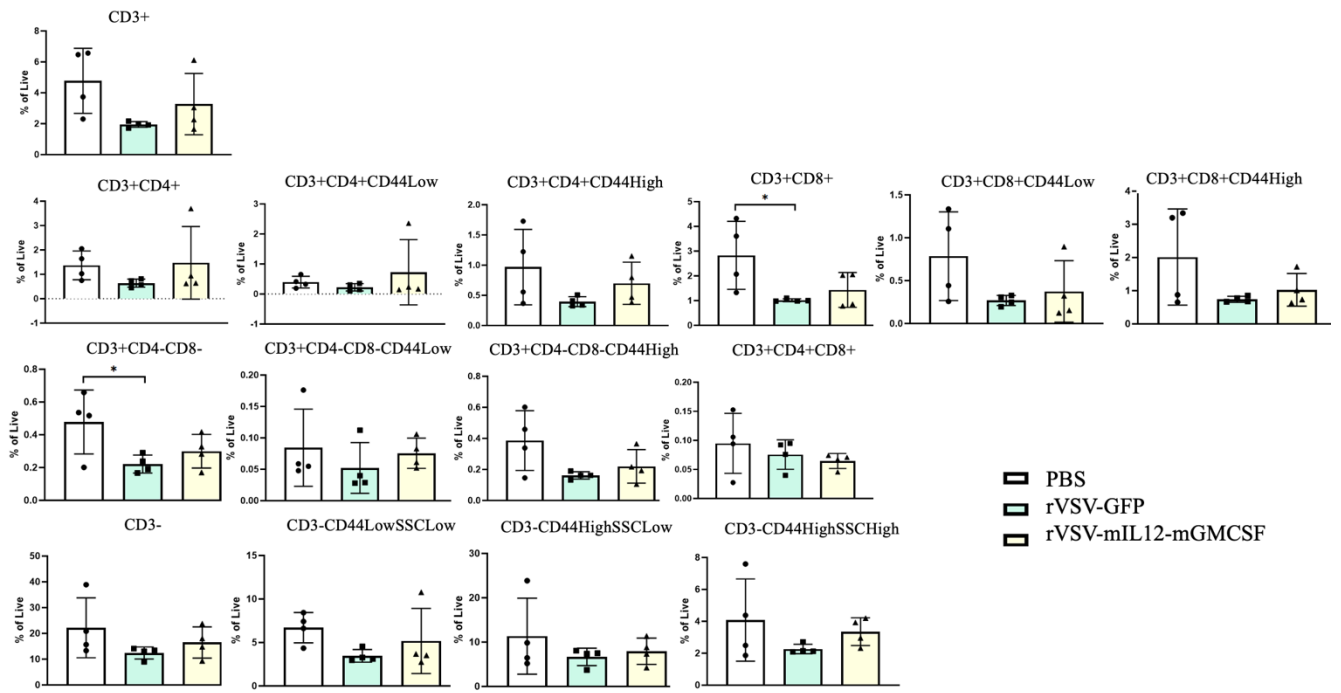 CD3+
% of Live
8
6
4
2
0
CD3+CD4+
% of Live
4
3
2
1
0
-1
CD3+CD4+CD44Low
% of Live
3
2
1
0
-1
CD3+CD4+CD44High
% of Live
2.0
1.5
1.0
0.5
0.0
CD3+CD8+
*
% of Live
5
4
3
2
1
0
CD3+CD8+CD44Low
% of Live
1.5
1.0
0.5
0.0
CD3+CD8+CD44High
% of Live
4
3
2
1
0
CD3+CD4-CD8-
*
% of Live
0.8
0.6
0.4
0.2
0.0
CD3+CD4-CD8-CD44Low
% of Live
0.20
0.15
0.10
0.05
0.00
CD3+CD4-CD8-CD44High
% of Live
0.8
0.6
0.4
0.2
0.0
CD3+CD4+CD8+
% of Live
0.20
0.15
0.10
0.05
0.00
PBS
rVSV-GFP
rVSV-mIL12-mGMCSF
CD3-
% of Live
50
40
30
20
10
0
CD3-CD44LowSSCLow
% of Live
15
10
5
0
CD3-CD44HighSSCLow
% of Live
30
20
10
0
CD3-CD44HighSSCHigh
% of Live
8
6
4
2
0